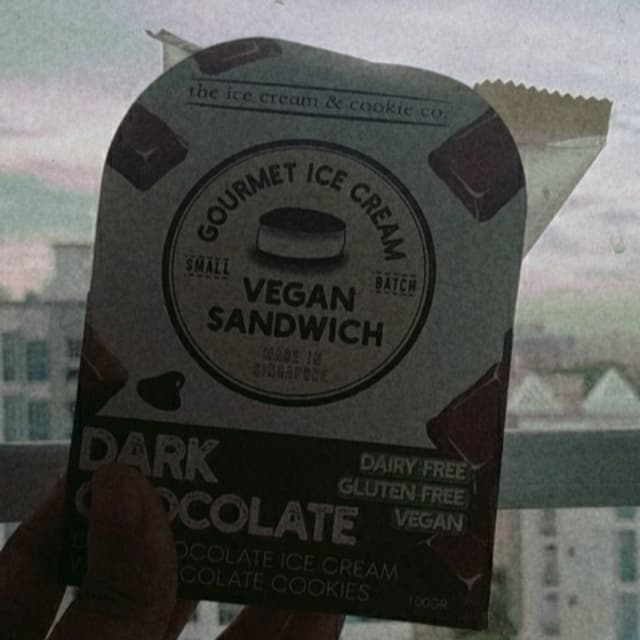 the ice cream & cookie co.
GOURMET ICE CREAM
SMALL
BATCH
VEGAN
SANDWICH
MADE IN
SINGAPORE
DARK
CHOCOLATE
DAIRY FREE
GLUTEN FREE
VEGAN
OCOLATE ICE CREAM
COLATE COOKIES
100GR